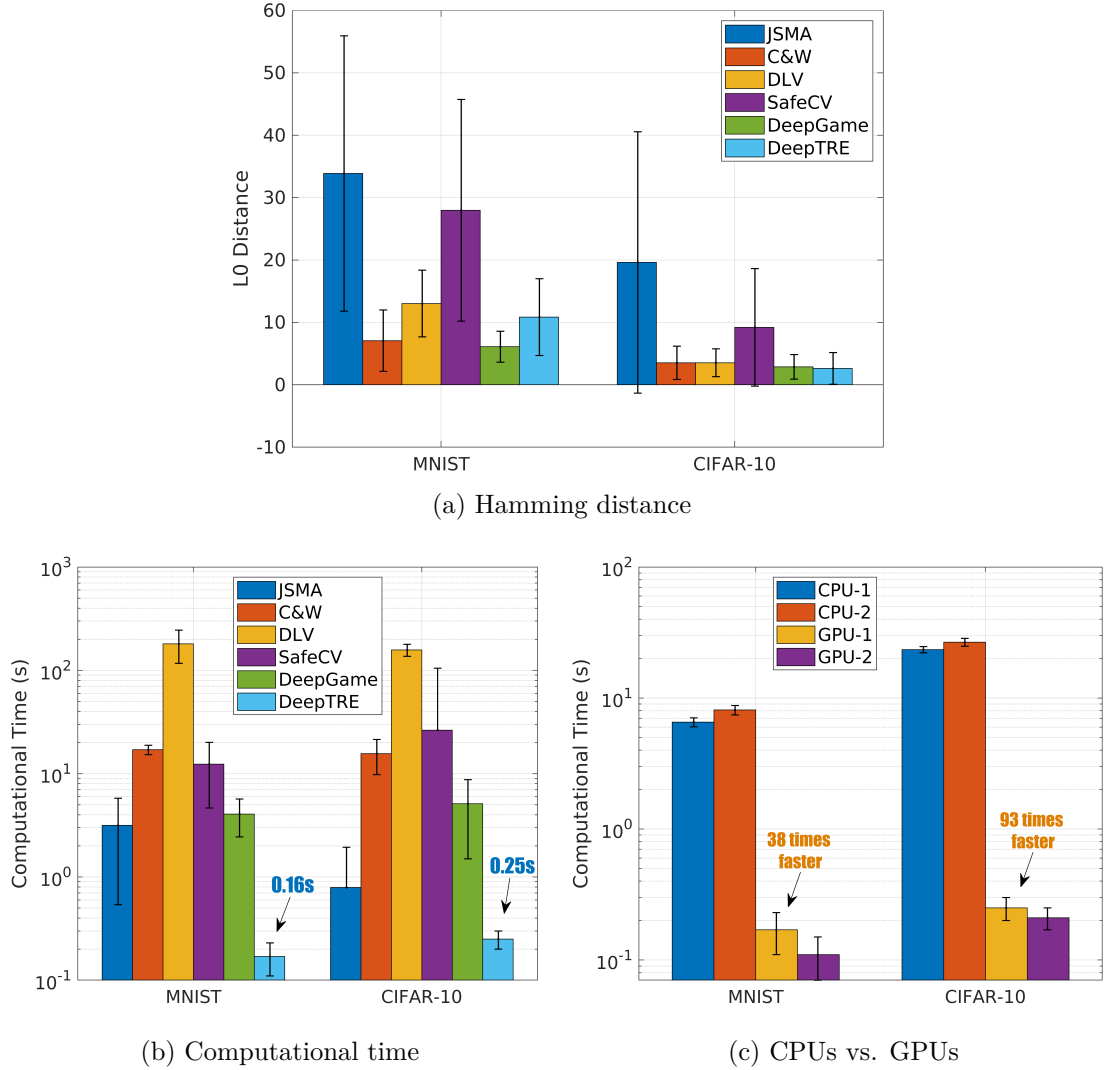 60
50
40
30
20
10
0
-10
L0 Distance
JSMA
C&W
DLV
SafeCV
DeepGame
DeepTRE
MNIST
CIFAR-10
(a) Hamming distance
10^3
10^2
10^1
10^0
10^-1
Computational Time (s)
JSMA
C&W
DLV
SafeCV
DeepGame
DeepTRE
0.16s
0.25s
MNIST
CIFAR-10
(b) Computational time
10^2
10^1
10^0
10^-1
Computational Time (s)
CPU-1
CPU-2
GPU-1
GPU-2
38 times
faster
93 times
faster
MNIST
CIFAR-10
(c) CPUs vs. GPUs